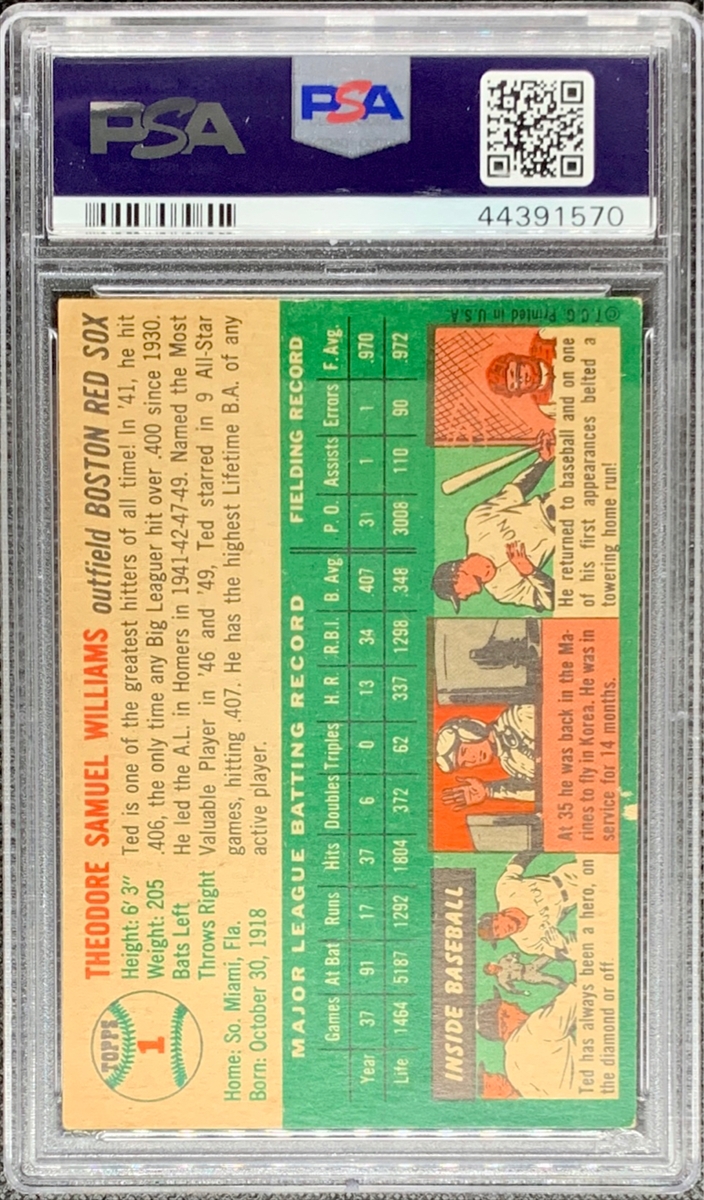 PSA
PSA
44391570
TOPPS
1
THEODORE SAMUEL WILLIAMS outfield BOSTON RED SOX
Height: 6' 3"
Weight: 205
Bats Left
Throws Right
Home: So. Miami, Fla.
Born: October 30, 1918
Ted is one of the greatest hitters of all time! In '41, he hit
.406, the only time any Big Leaguer hit over .400 since 1930.
He led the A.L. in Homers in 1941-42-47-49. Named the Most
Valuable Player in '46 and '49, Ted starred in 9 All-Star
games, hitting .407. He has the highest Lifetime B.A. of any
active player.
MAJOR LEAGUE BATTING RECORD FIELDING RECORD
Games At Bat Runs Hits Doubles Triples H. R R.B.I. B. Avg P. O. Assists Errors F. Avg.
Year 37 91 17 37 6 0 13 34 .407 31 1 1 .970
Life 1464 5187 1292 1804 372 62 337 1298 .348 3008 110 90 .972
INSIDE BASEBALL
Ted has always been a hero, on
the diamond or off.
At 35 he was back in the Ma-
rines to fly in Korea. He was in
service for 14 months.
He returned to baseball and on one
of his first appearances belted a
towering home run!
©T.C.G. Printed in U.S.A.